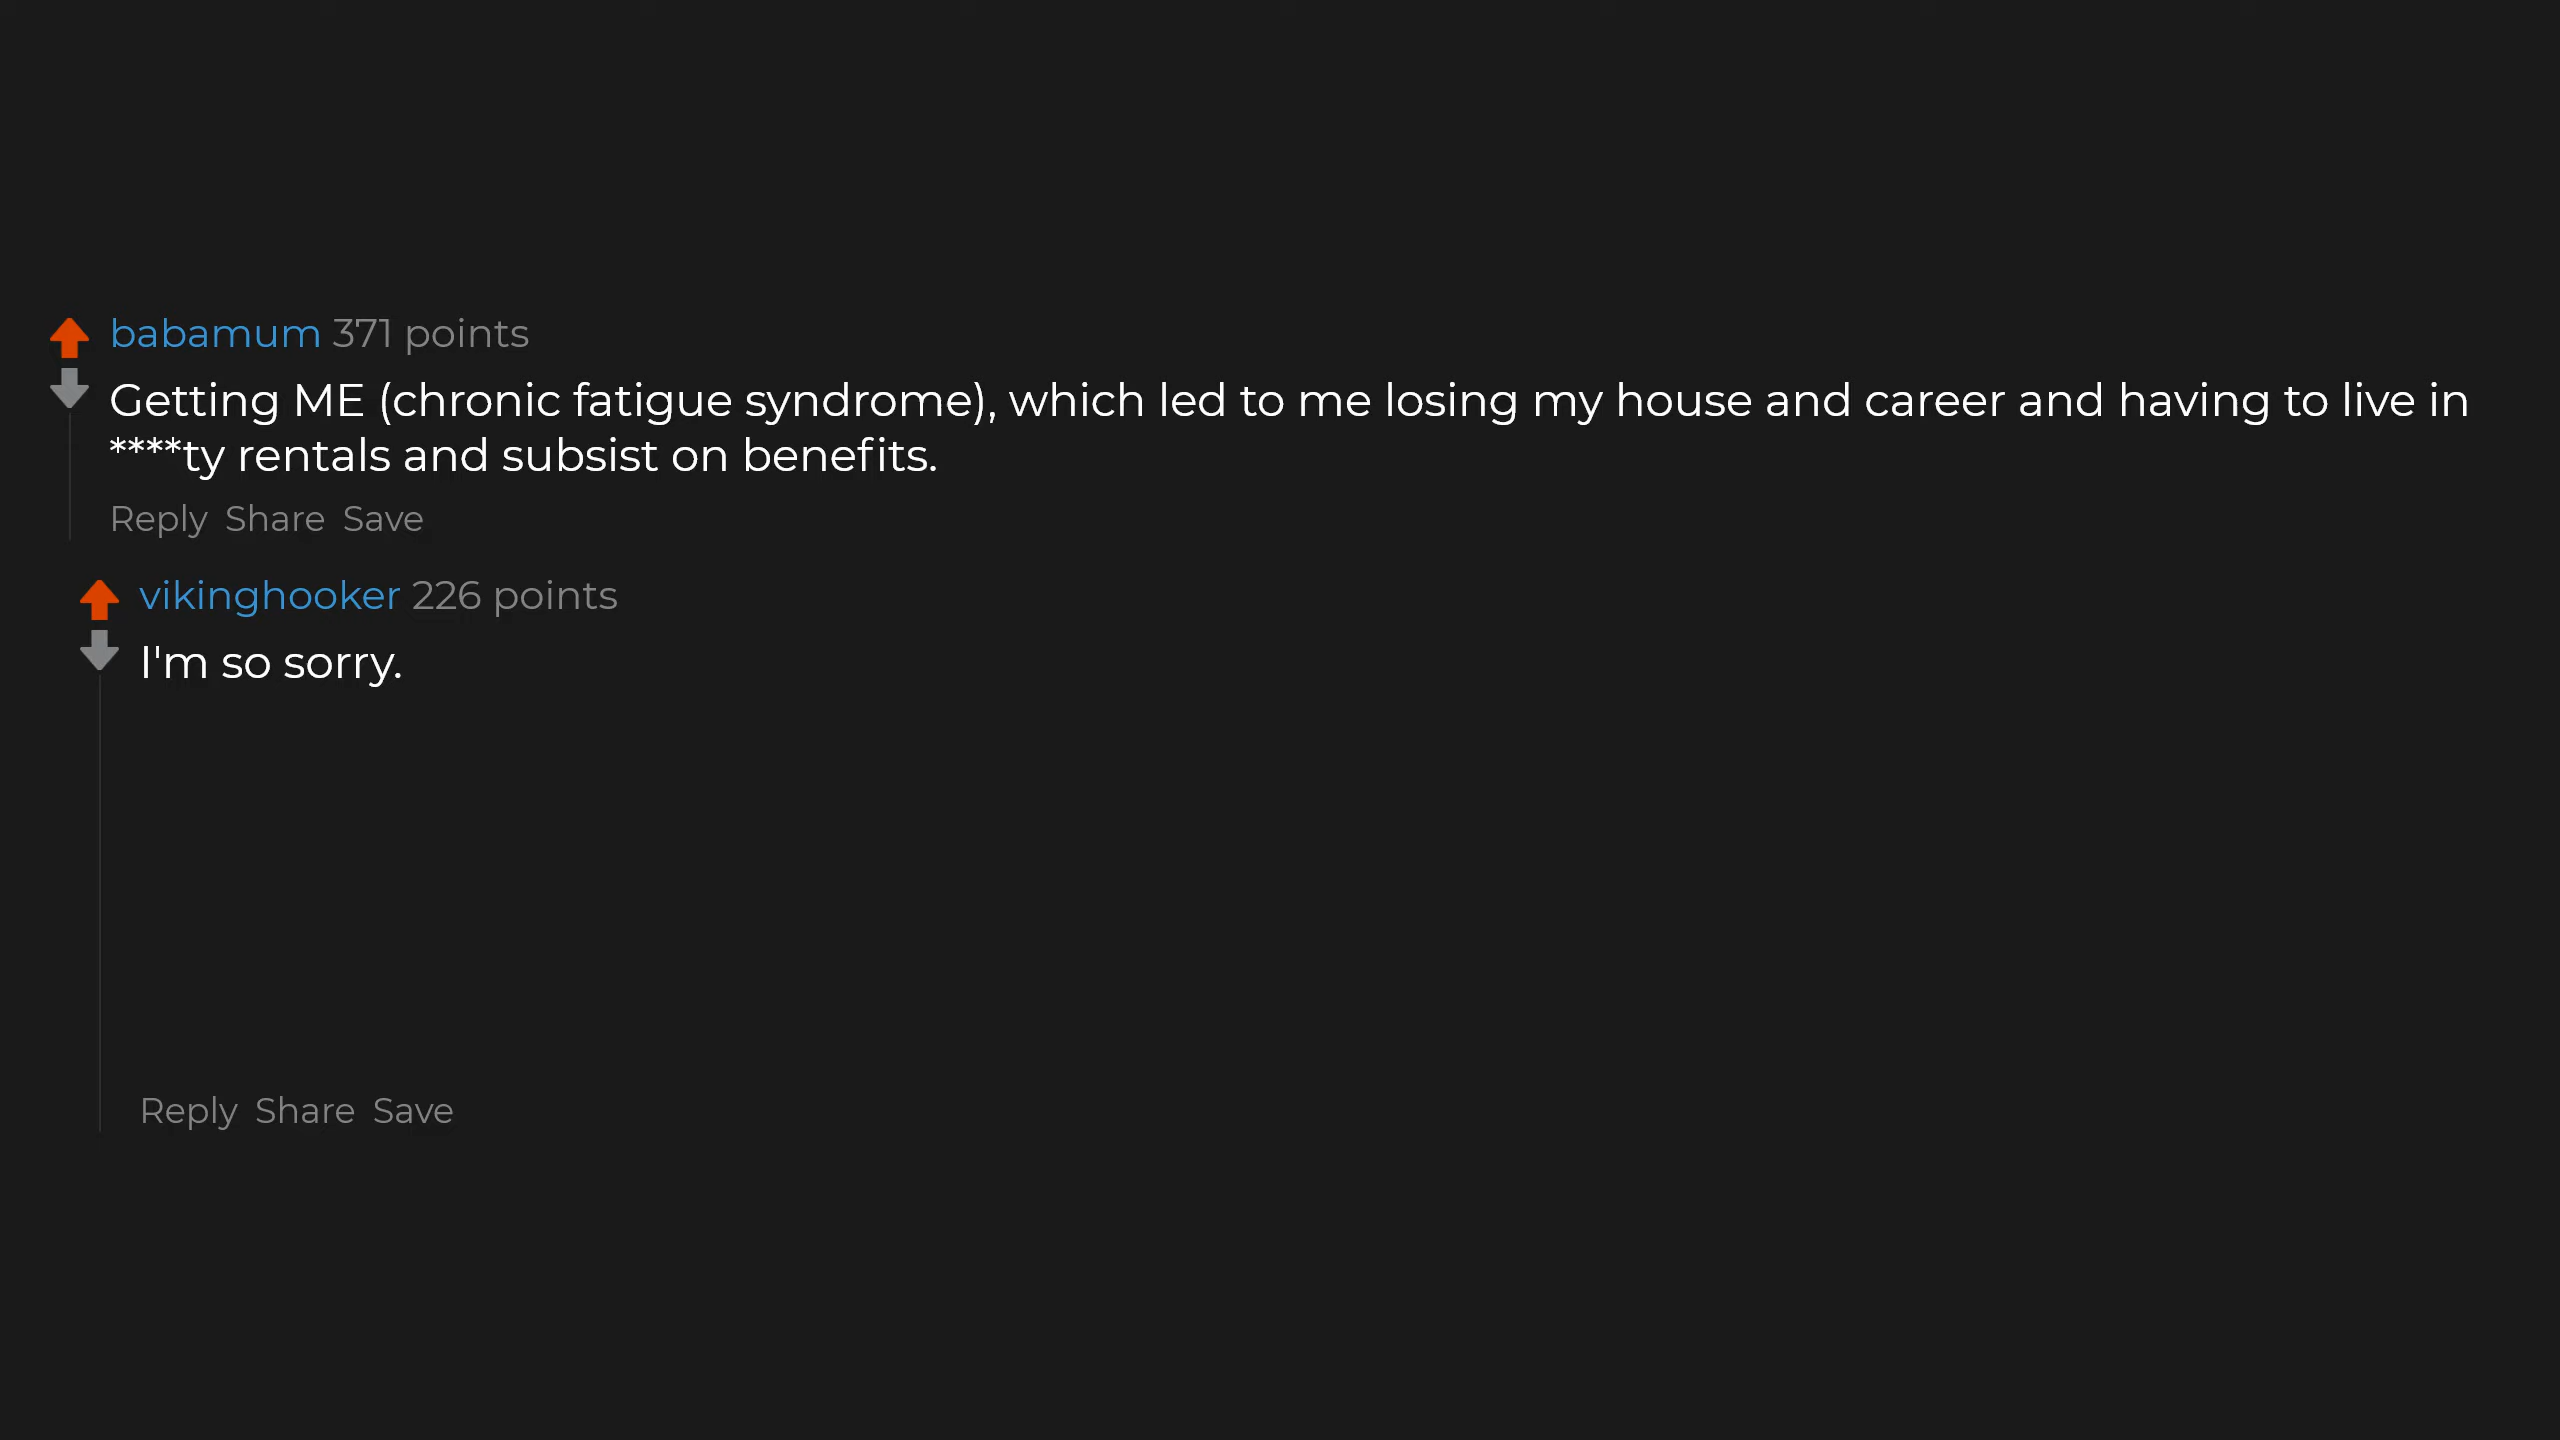 babamum 371 points
Getting ME (chronic fatigue syndrome), which led to me losing my house and career and having to live in
****ty rentals and subsist on benefits.
Reply Share Save
vikinghooker 226 points
I'm so sorry.
Reply Share Save